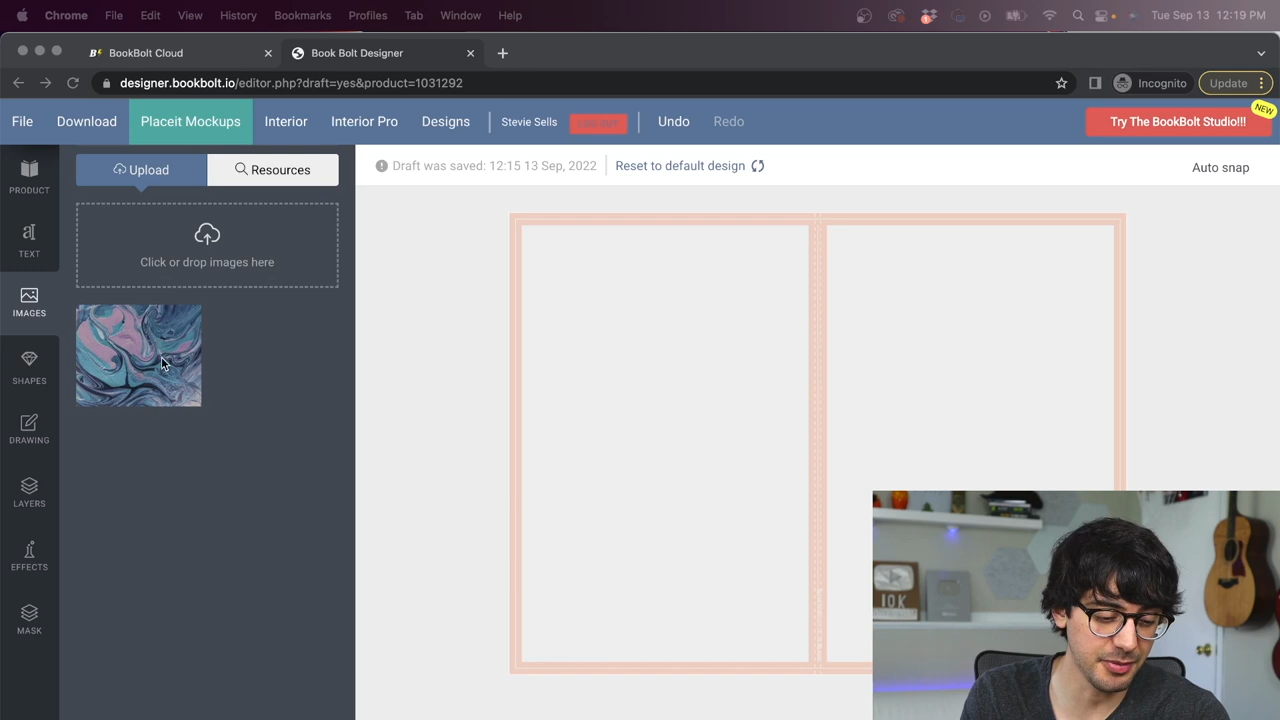 Chrome File Edit View History Bookmarks Profiles Tab Window Help Tue Sep 13 12:19 PM
BookBolt Cloud Book Bolt Designer
designer.bookbolt.io/editor.php?draft=yes&product=1031292 Incognito Update
File Download Placeit Mockups Interior Interior Pro Designs Stevie Sells Undo Redo Try The BookBolt Studio!!! NEW
Upload Resources Draft was saved: 12:15 13 Sep, 2022 Reset to default design Auto snap
PRODUCT
TEXT
Click or drop images here
IMAGES
SHAPES
DRAWING
LAYERS
EFFECTS
MASK
10K